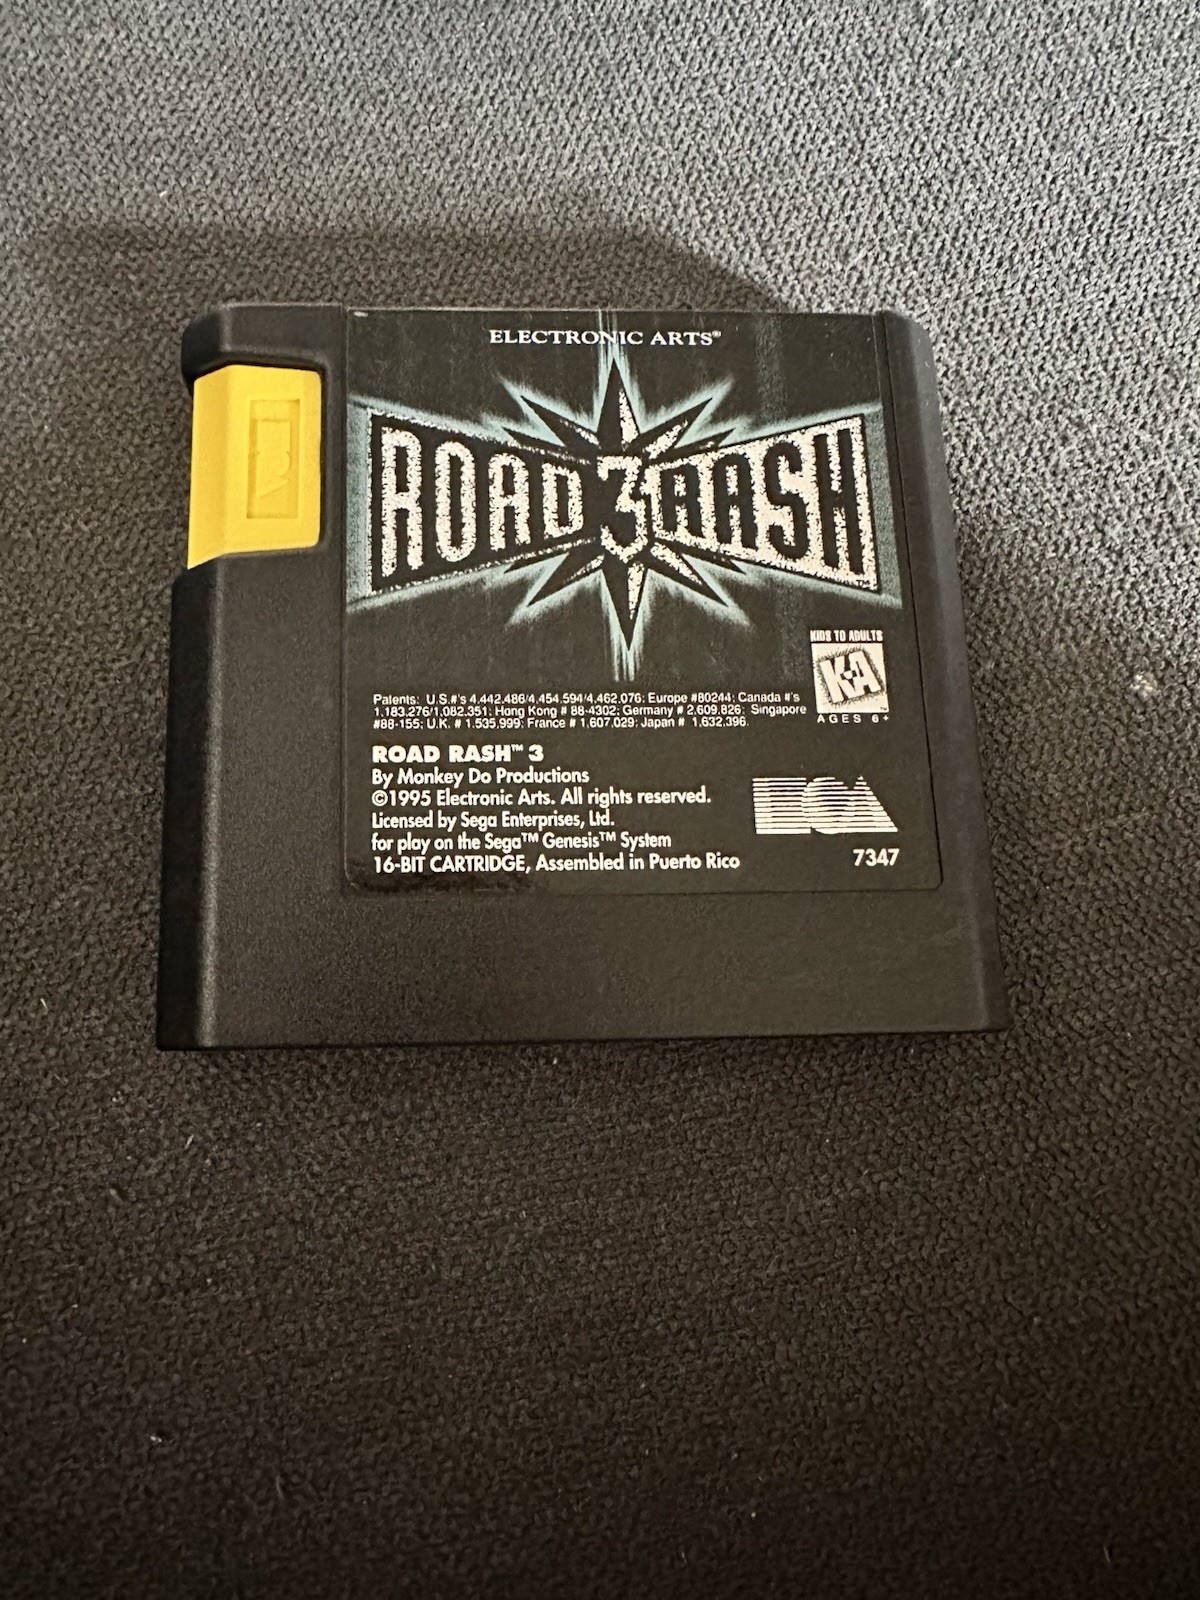 ELECTRONIC ARTS®
ROAD 3 RASH
KIDS TO ADULTS
K-A
AGES 6+
Patents: U.S.#'s 4,442,486/4,454,594/4,462,076; Europe #80244; Canada #'s
1,183,276/1,082,351; Hong Kong # 88-4302; Germany # 2,609,826; Singapore
#88-155; U.K. # 1,535,999; France # 1,607,029; Japan # 1,632,396.
ROAD RASH™ 3
By Monkey Do Productions
©1995 Electronic Arts. All rights reserved.
Licensed by Sega Enterprises, Ltd.
for play on the Sega™ Genesis™ System
16-BIT CARTRIDGE, Assembled in Puerto Rico
EA
7347